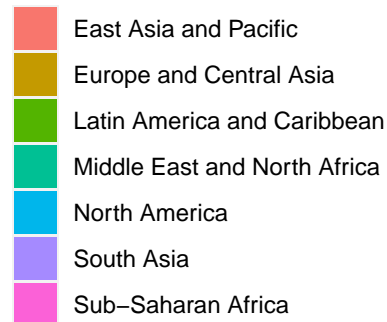 East Asia and Pacific
Europe and Central Asia
Latin America and Caribbean
Middle East and North Africa
North America
South Asia
Sub−Saharan Africa